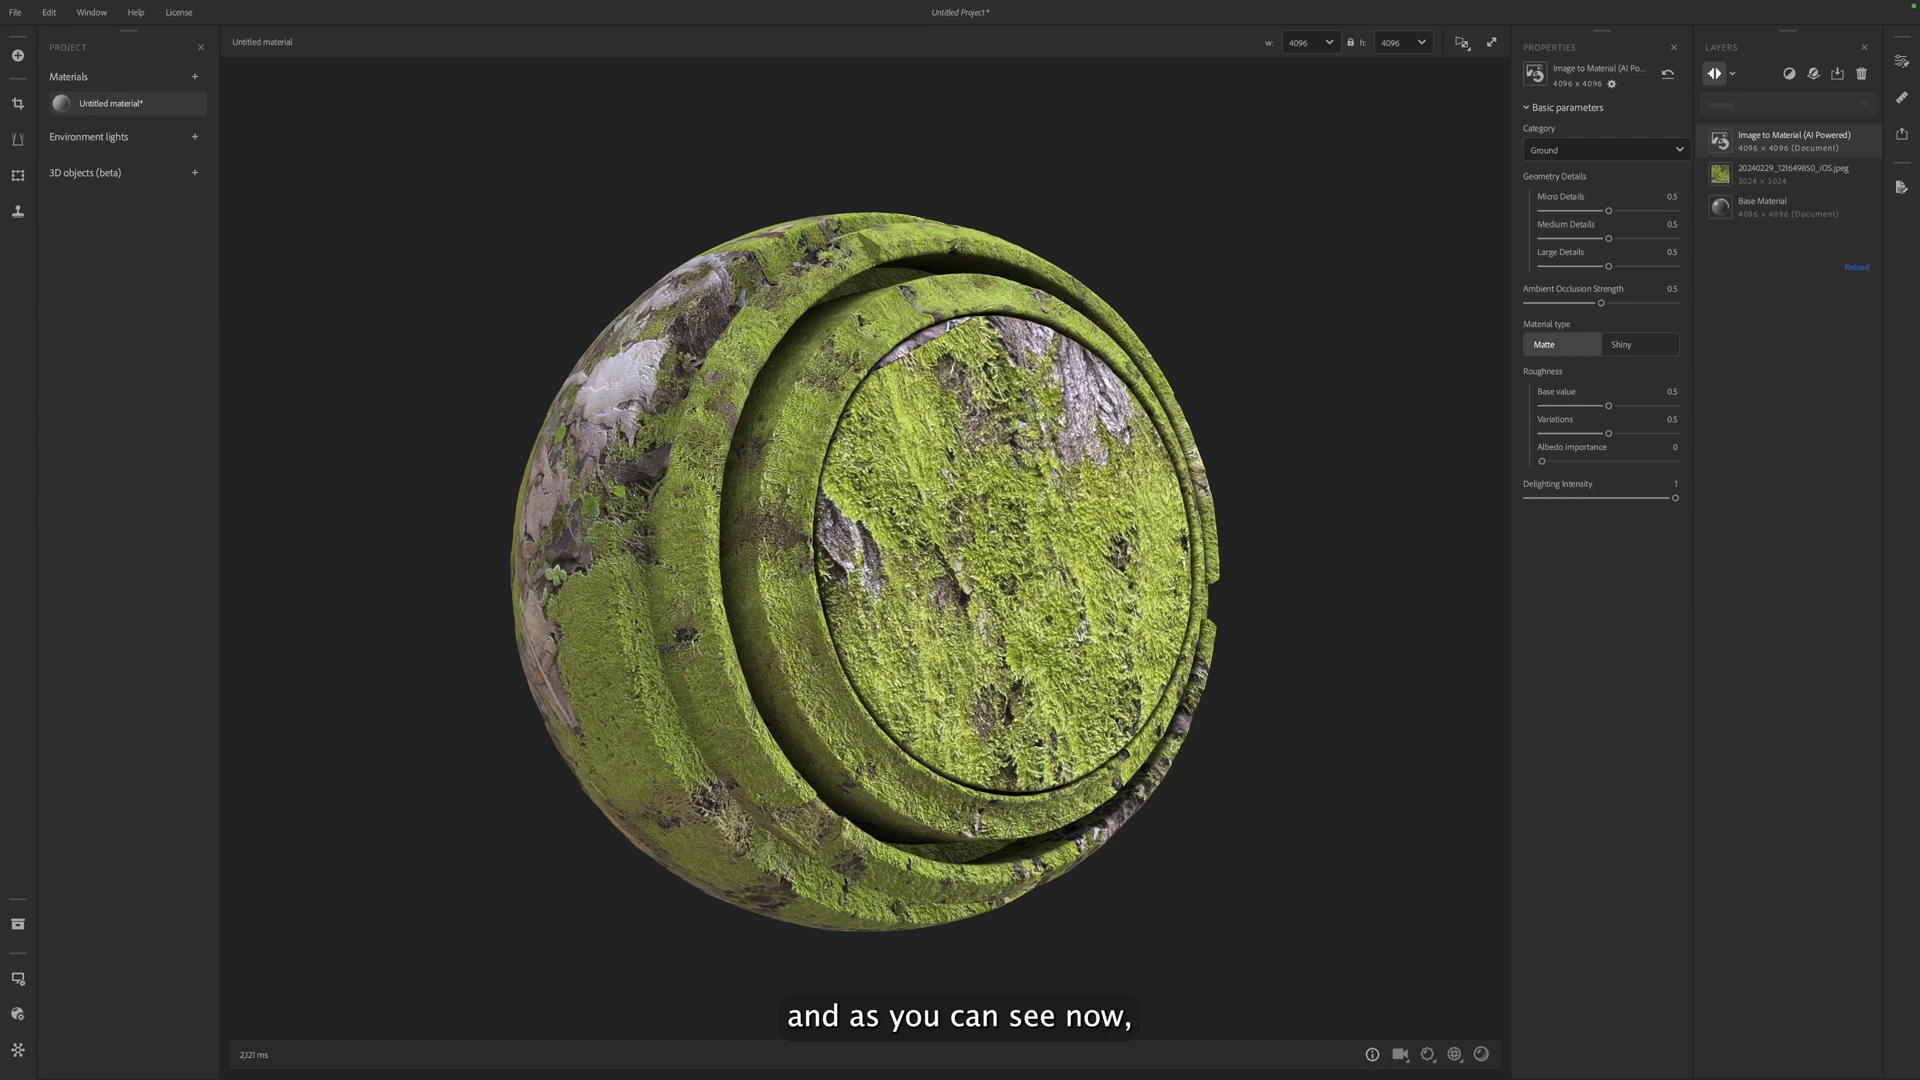 File Edit Window Help License
Untitled Project*
PROJECT
Materials
Untitled material*
Environment lights
3D objects (beta)
Untitled material
w: 4096 h: 4096
PROPERTIES
Image to Material (AI Po...
4096 x 4096
Basic parameters
Category
Ground
Geometry Details
Micro Details 0.5
Medium Details 0.5
Large Details 0.5
Ambient Occlusion Strength 0.5
Material type
Matte Shiny
Roughness
Base value 0.5
Variations 0.5
Albedo importance 0
Delighting Intensity 1
LAYERS
Normal
Image to Material (AI Powered)
4096 × 4096 (Document)
20240229_121649850_iOS.jpeg
3024 × 3024
Base Material
4096 × 4096 (Document)
Reload
and as you can see now,
2,121 ms